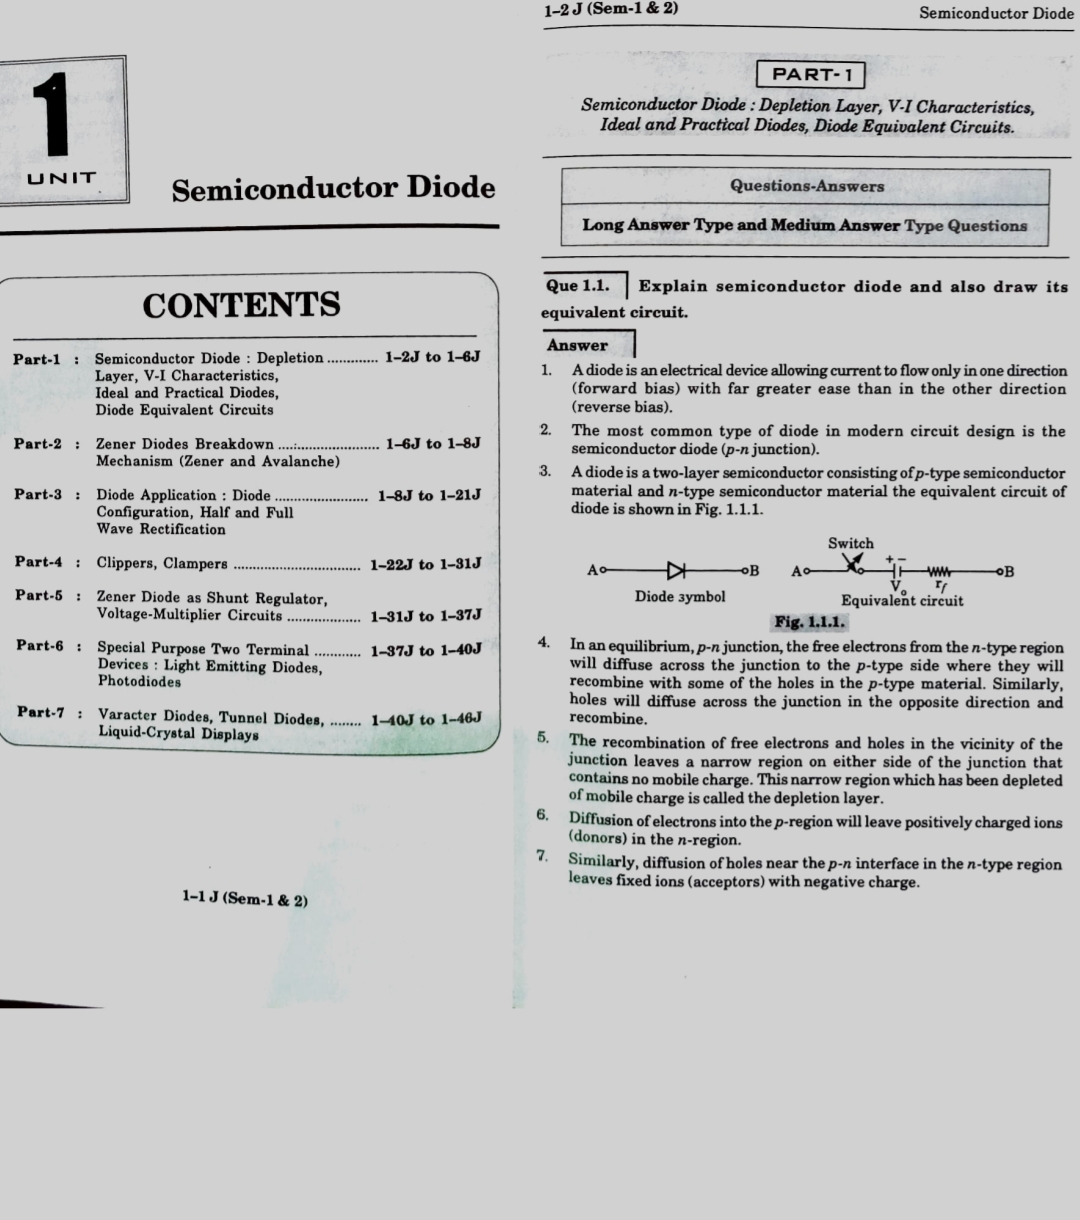 1
UNIT
Semiconductor Diode
CONTENTS
Part-1 : Semiconductor Diode : Depletion ............ 1–2J to 1–6J
Layer, V-I Characteristics,
Ideal and Practical Diodes,
Diode Equivalent Circuits
Part-2 : Zener Diodes Breakdown ....:..................... 1–6J to 1–8J
Mechanism (Zener and Avalanche)
Part-3 : Diode Application : Diode ....................... 1–8J to 1–21J
Configuration, Half and Full
Wave Rectification
Part-4 : Clippers, Clampers ............................... 1–22J to 1–31J
Part-5 : Zener Diode as Shunt Regulator,
Voltage-Multiplier Circuits .................. 1–31J to 1–37J
Part-6 : Special Purpose Two Terminal ............ 1–37J to 1–40J
Devices : Light Emitting Diodes,
Photodiodes
Part-7 : Varacter Diodes, Tunnel Diodes, ........ 1–40J to 1–46J
Liquid-Crystal Displays
1–1 J (Sem-1 & 2)
1–2 J (Sem-1 & 2) Semiconductor Diode
PART-1
Semiconductor Diode : Depletion Layer, V-I Characteristics,
Ideal and Practical Diodes, Diode Equivalent Circuits.
Questions-Answers
Long Answer Type and Medium Answer Type Questions
Que 1.1. Explain semiconductor diode and also draw its
equivalent circuit.
Answer
1. A diode is an electrical device allowing current to flow only in one direction
(forward bias) with far greater ease than in the other direction
(reverse bias).
2. The most common type of diode in modern circuit design is the
semiconductor diode (p-n junction).
3. A diode is a two-layer semiconductor consisting of p-type semiconductor
material and n-type semiconductor material the equivalent circuit of
diode is shown in Fig. 1.1.1.
Switch
A B A + – B
Vo rf
Diode symbol Equivalent circuit
Fig. 1.1.1.
4. In an equilibrium, p-n junction, the free electrons from the n-type region
will diffuse across the junction to the p-type side where they will
recombine with some of the holes in the p-type material. Similarly,
holes will diffuse across the junction in the opposite direction and
recombine.
5. The recombination of free electrons and holes in the vicinity of the
junction leaves a narrow region on either side of the junction that
contains no mobile charge. This narrow region which has been depleted
of mobile charge is called the depletion layer.
6. Diffusion of electrons into the p-region will leave positively charged ions
(donors) in the n-region.
7. Similarly, diffusion of holes near the p-n interface in the n-type region
leaves fixed ions (acceptors) with negative charge.